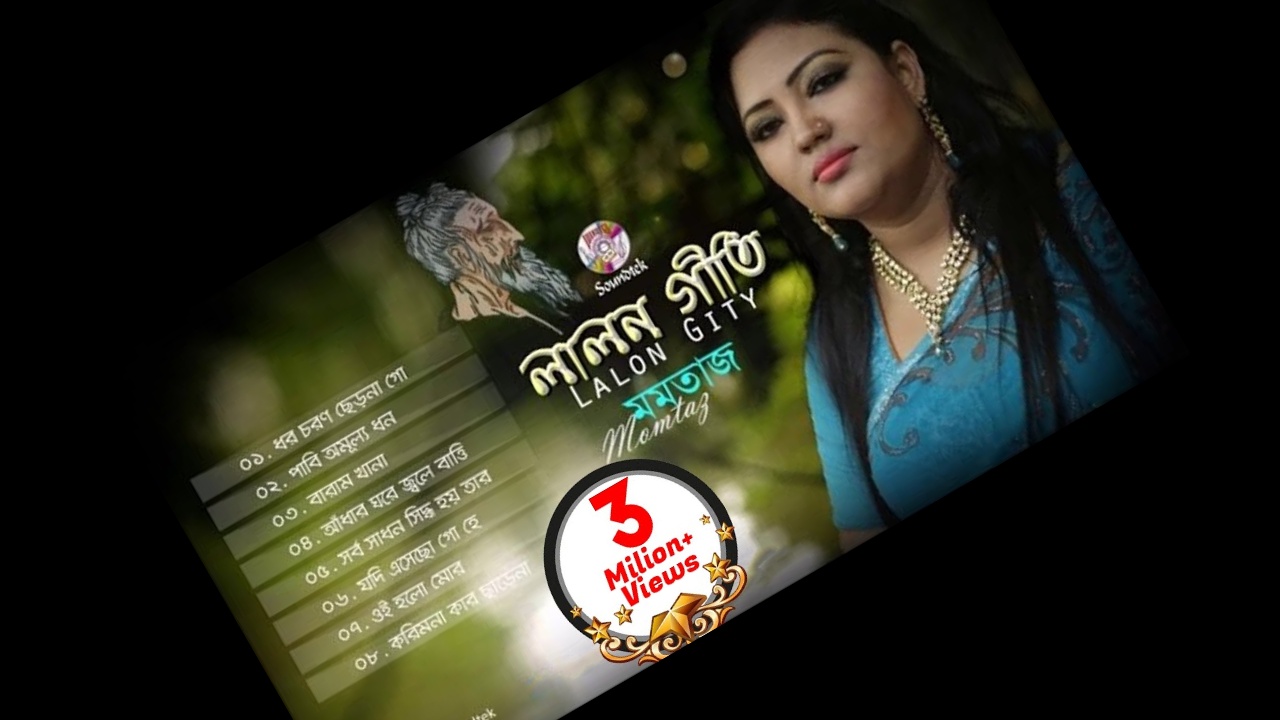 Soundtek
লালন গীতি
LALON GITY
মমতাজ
Momtaz
০১. ধর চরণ ছেড়না গো
০২. পাবি অমূল্য ধন
০৩. বারাম খানা
০৪. আঁধার ঘরে জ্বলে বাত্তি
০৫. সর্ব সাধন সিদ্ধ হয় তার
০৬. যদি এসেছো গো হে
০৭. ওই হলো মোর
০৮. করিমনা কার ছাড়েনা
3
Milion+
Views